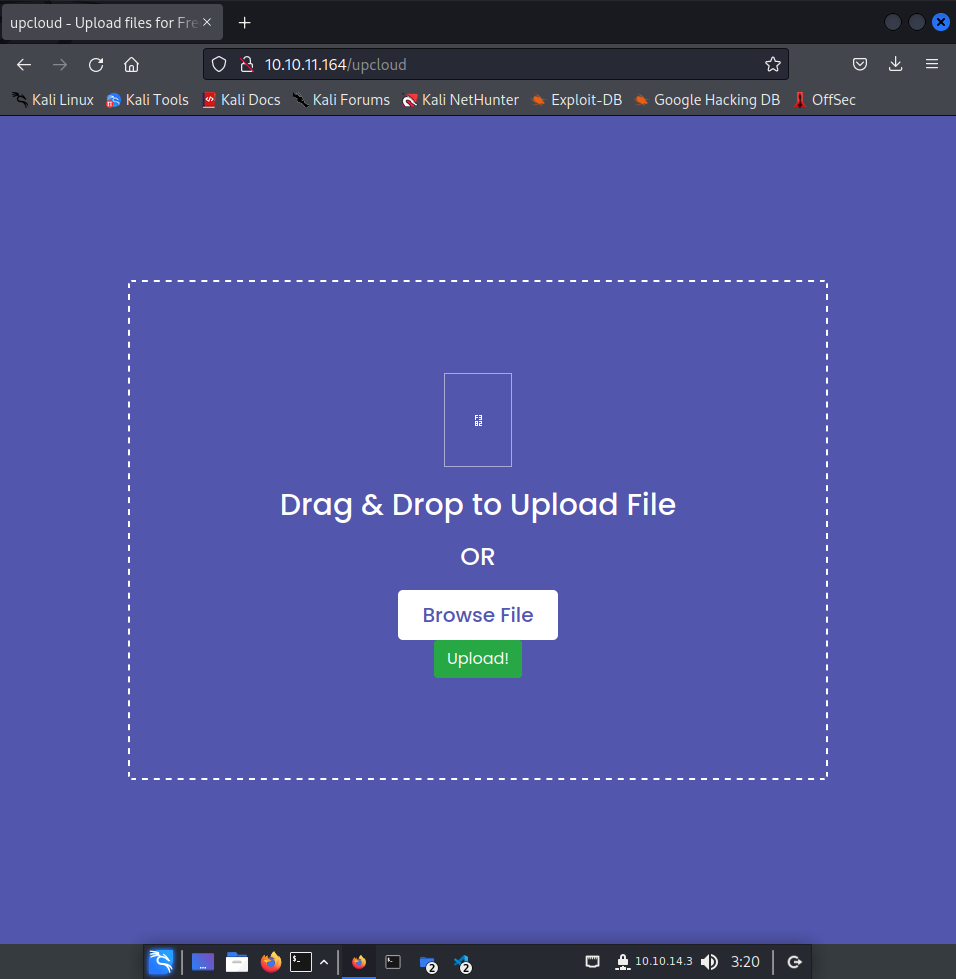 upcloud - Upload files for Fre
10.10.11.164/upcloud
Kali Linux Kali Tools Kali Docs Kali Forums Kali NetHunter Exploit-DB Google Hacking DB OffSec
F3
82
Drag & Drop to Upload File
OR
Browse File
Upload!
2 2 10.10.14.3 3:20